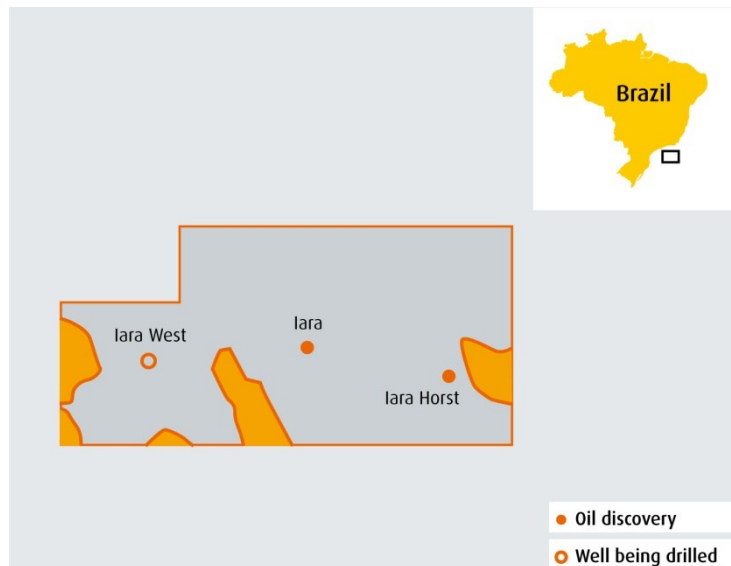 Brazil
Iara
Iara West
Iara Horst
Oil discovery
Well being drilled